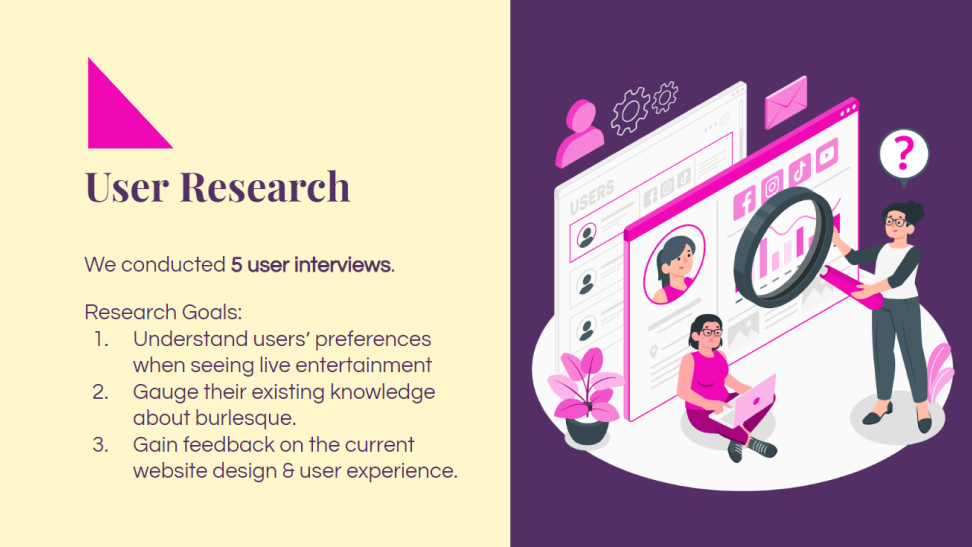 User Research
We conducted 5 user interviews.
Research Goals:
1. Understand users’ preferences
when seeing live entertainment
2. Gauge their existing knowledge
about burlesque.
3. Gain feedback on the current
website design & user experience.
USERS
?